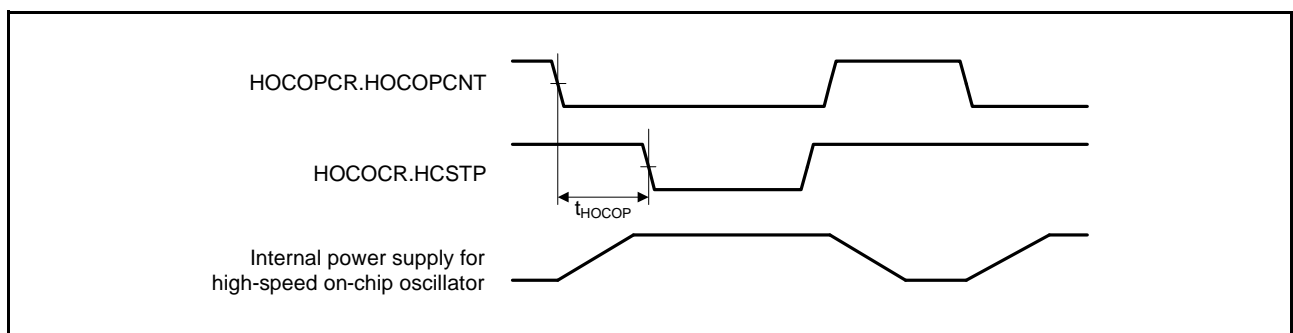 HOCOPCR.HOCOPCNT
HOCOCR.HCSTP
tHOCOP
Internal power supply for
high-speed on-chip oscillator